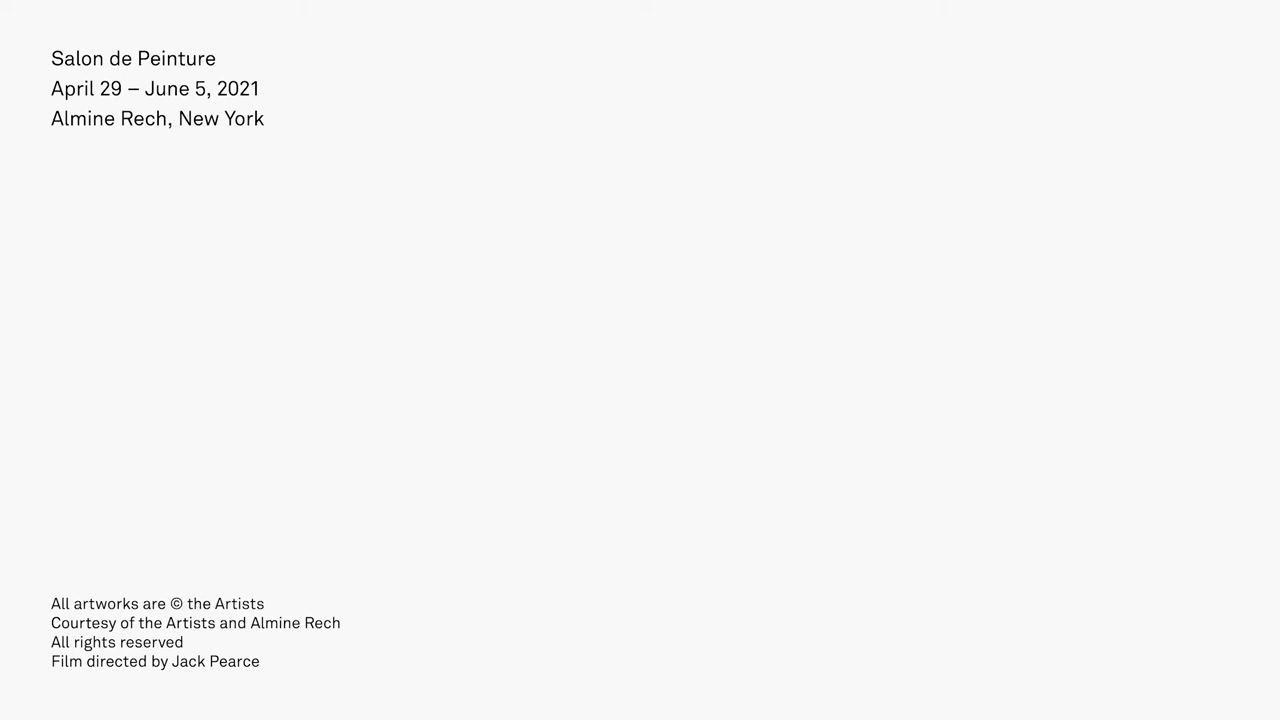 Salon de Peinture
April 29 – June 5, 2021
Almine Rech, New York
All artworks are © the Artists
Courtesy of the Artists and Almine Rech
All rights reserved
Film directed by Jack Pearce